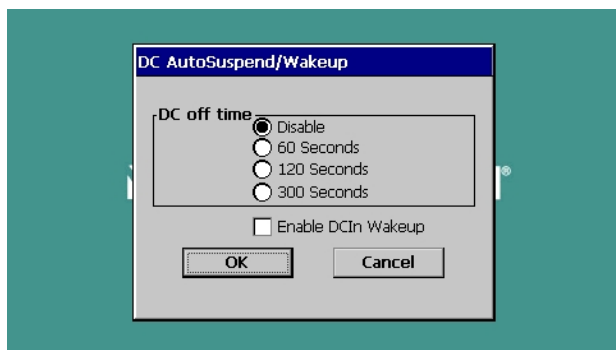 DC AutoSuspend/Wakeup
DC off time
Disable
60 Seconds
120 Seconds
300 Seconds
®
Enable DCIn Wakeup
OK
Cancel